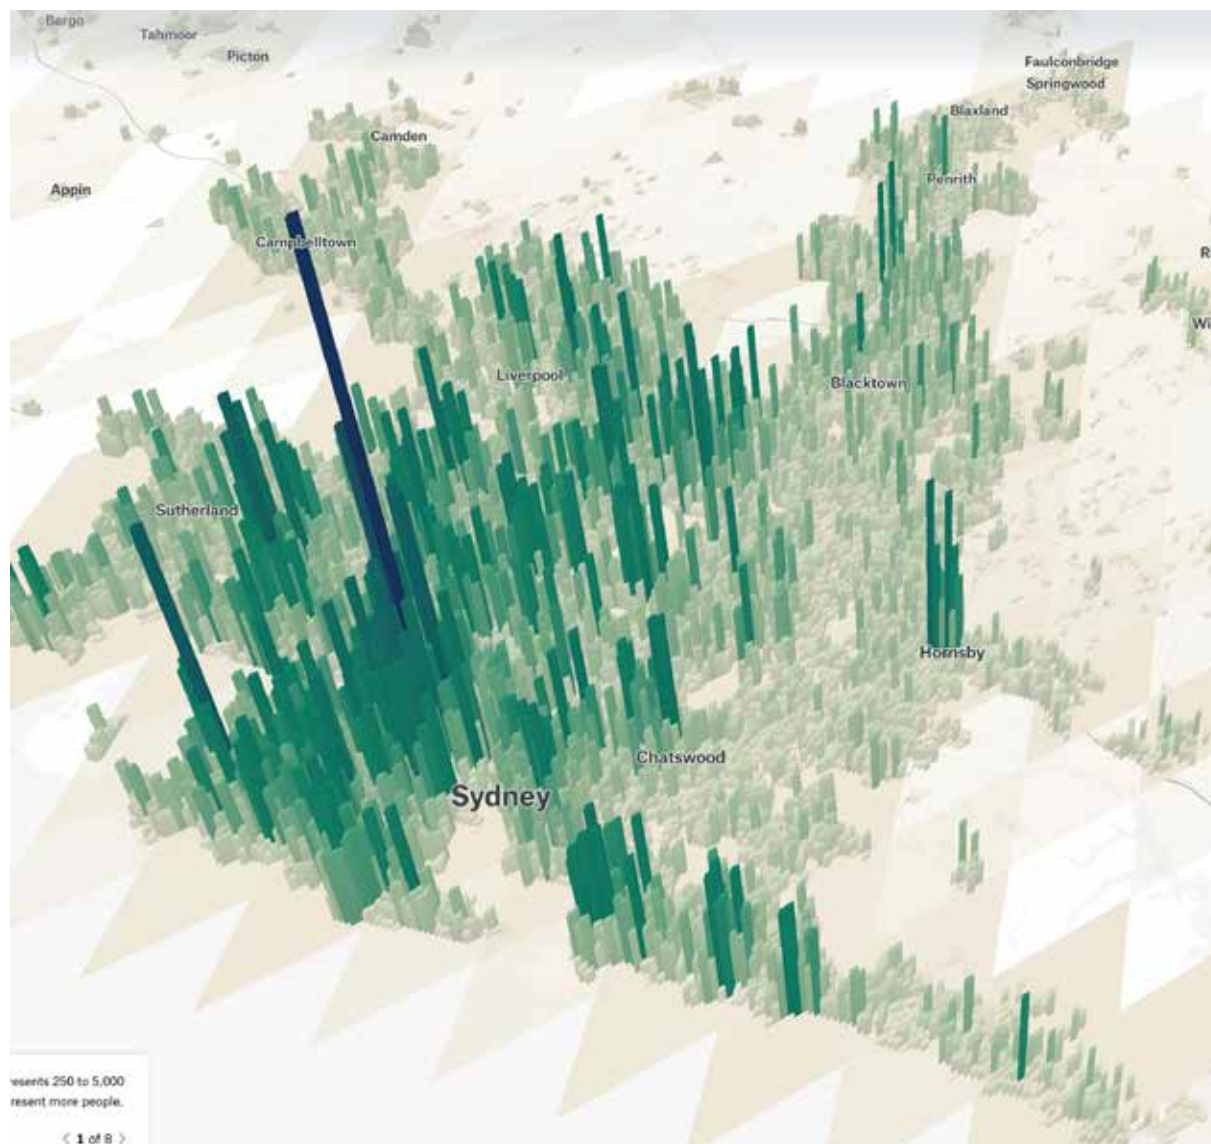 Bargo
Tahmoor
Picton
Faulconbridge
Springwood
Blaxland
Camden
Penrith
Appin
Campbelltown
R
Wi
Liverpool
Blacktown
Sutherland
Hornsby
Chatswood
Sydney
esents 250 to 5,000
resent more people.
< 1 of 8 >